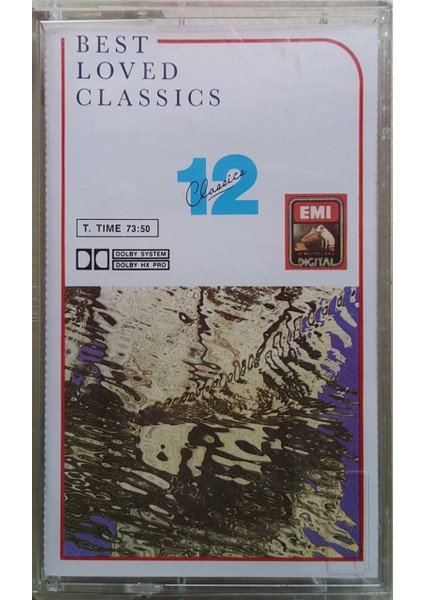 BEST
LOVED
CLASSICS
12
Classics
T. TIME 73:50
DOLBY SYSTEM
DOLBY HX PRO
EMI
DIGITAL